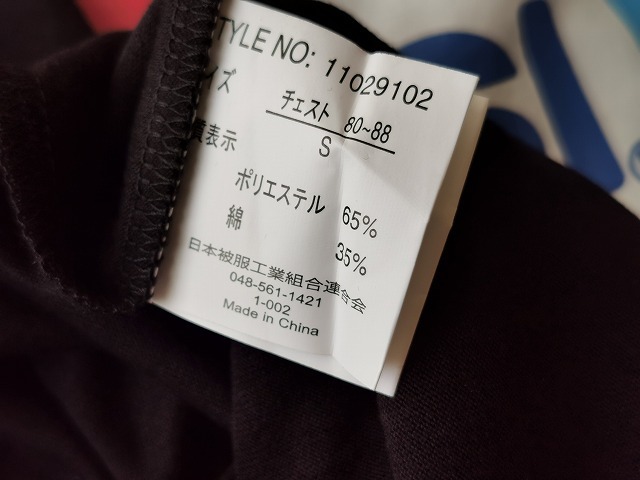 STYLE NO: 11029102
イズ
チェスト 80~88
S
質表示
ポリエステル 65%
綿 35%
日本被服工業組合連合会
048-561-1421
1-002
Made in China